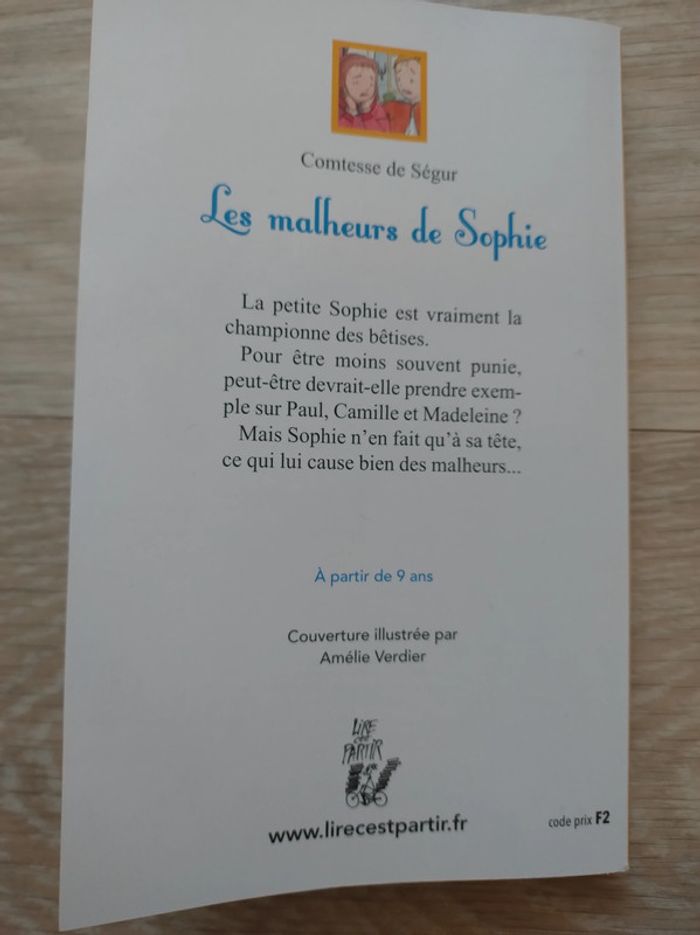 Comtesse de Ségur
Les malheurs de Sophie
La petite Sophie est vraiment la
championne des bêtises.
Pour être moins souvent punie,
peut-être devrait-elle prendre exem-
ple sur Paul, Camille et Madeleine ?
Mais Sophie n'en fait qu'à sa tête,
ce qui lui cause bien des malheurs...
À partir de 9 ans
Couverture illustrée par
Amélie Verdier
LIRE
c'est
PARTIR
www.lirecestpartir.fr
code prix F2